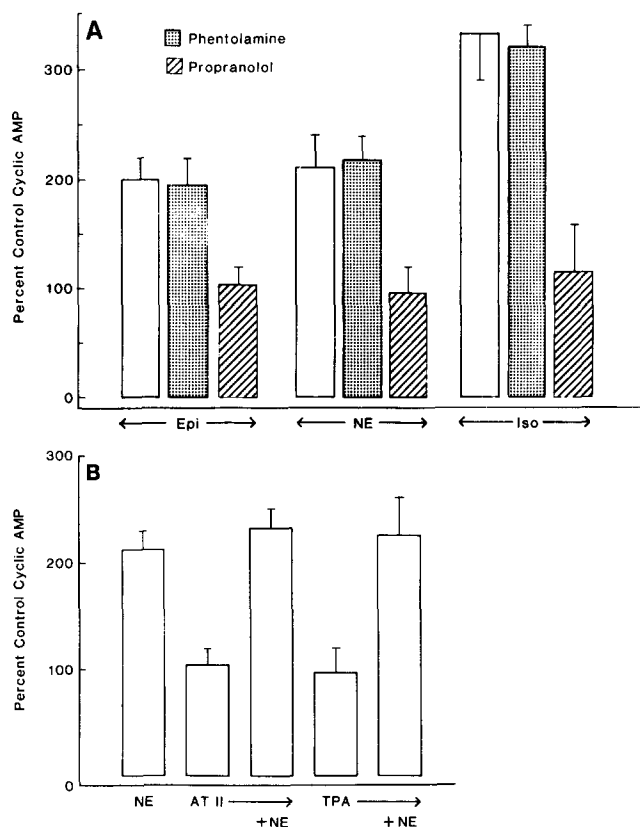 A
Phentolamine
Propranolol
Percent Control Cyclic AMP
300
200
100
0
Epi
NE
Iso
B
Percent Control Cyclic AMP
300
200
100
0
NE
AT II
+NE
TPA
+NE